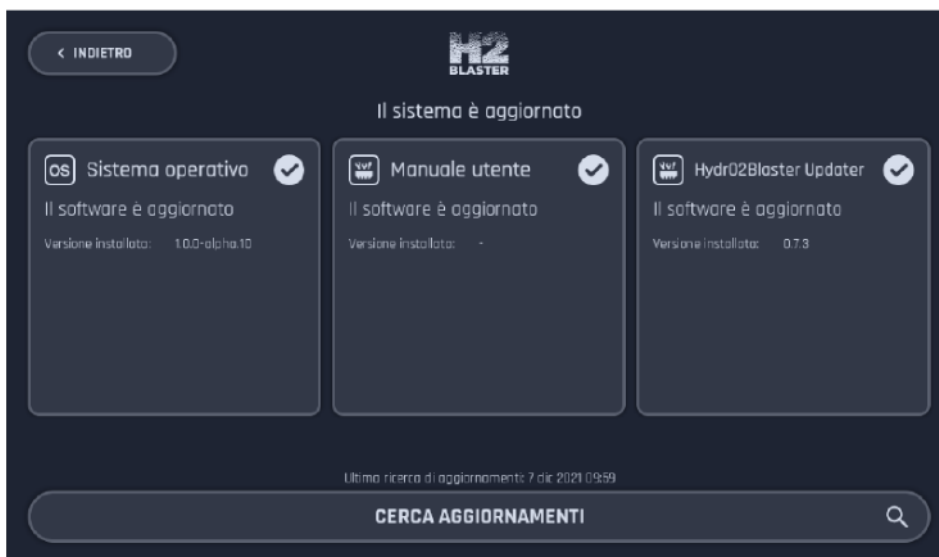 < INDIETRO
H2
BLASTER
Il sistema è aggiornato
OS Sistema operativo
Il software è aggiornato
Versione installata: 1.0.0-alpha.10
Manuale utente
Il software è aggiornato
Versione installata: -
Hydr02Blaster Updater
Il software è aggiornato
Versione installata: 0.7.3
Ultima ricerca di aggiornamenti: 7 dic 2021 09:59
CERCA AGGIORNAMENTI